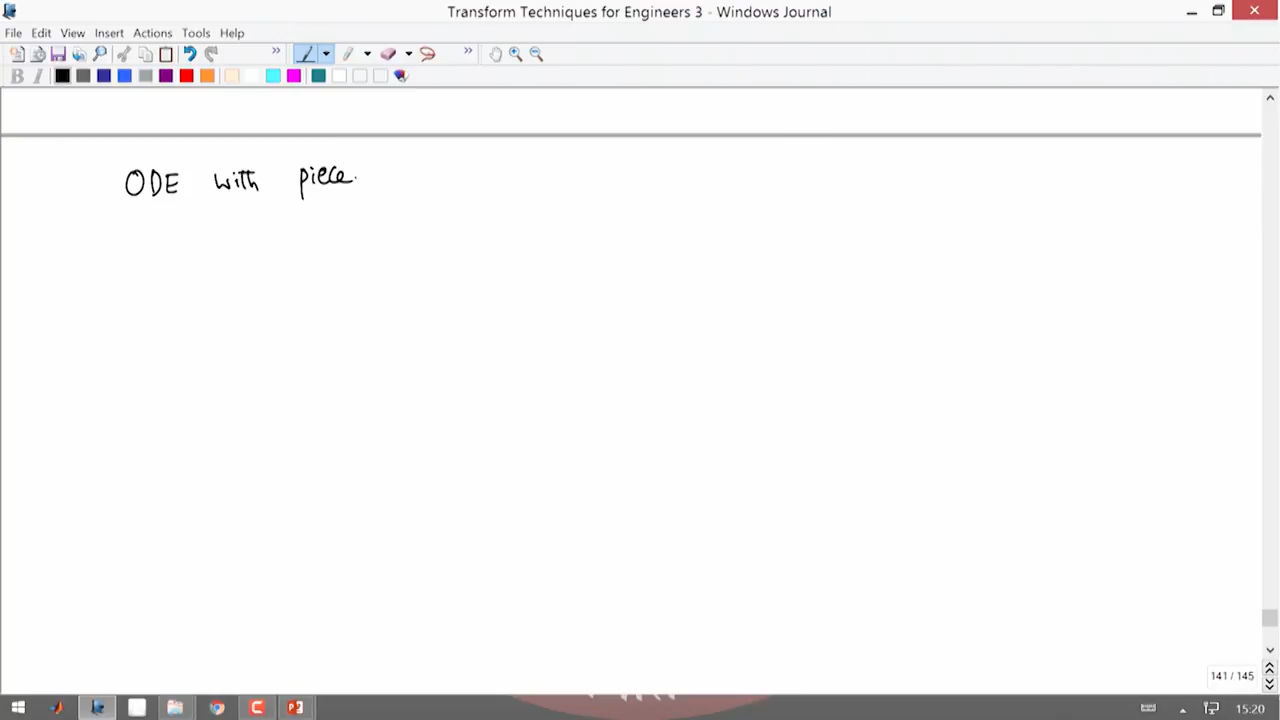 Transform Techniques for Engineers 3 - Windows Journal
File Edit View Insert Actions Tools Help
ODE with piece.
141 / 145
15:20